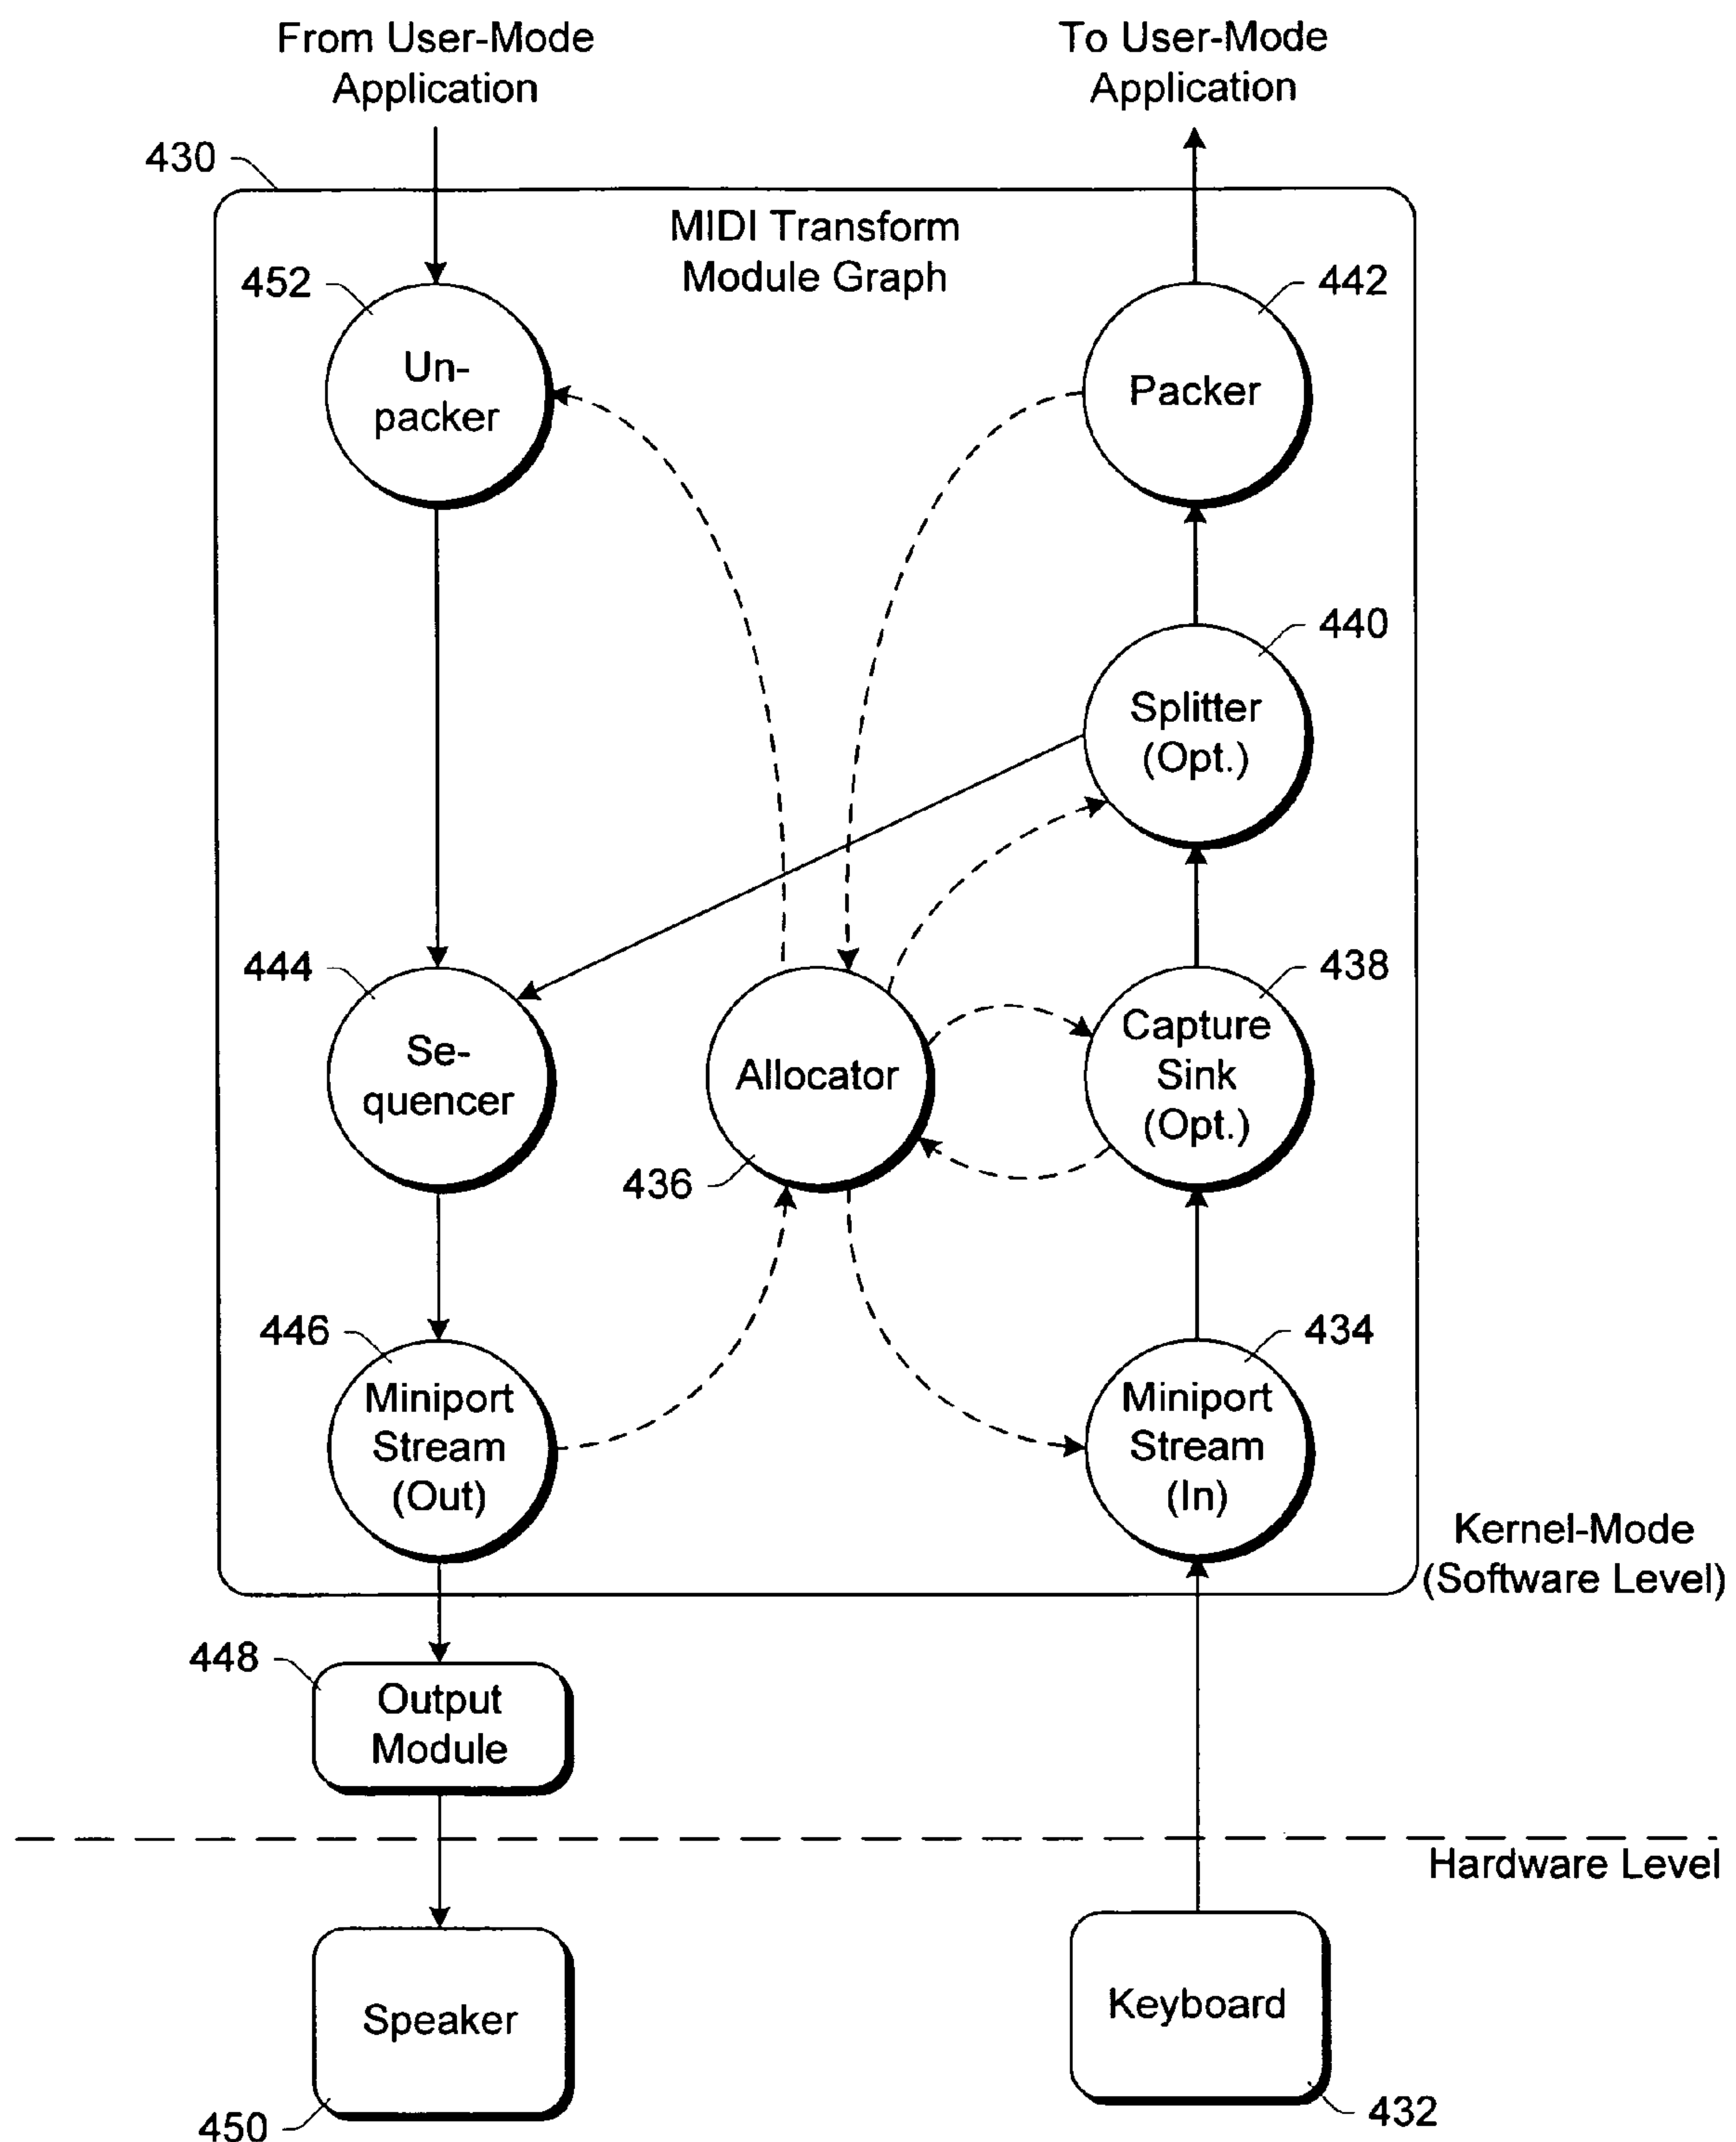 From User-Mode
Application
To User-Mode
Application
430
MIDI Transform
Module Graph
452
442
Un-
packer
Packer
440
Splitter
(Opt.)
444
438
Se-
quencer
Allocator
Capture
Sink
(Opt.)
436
446
434
Miniport
Stream
(Out)
Miniport
Stream
(In)
Kernel-Mode
(Software Level)
448
Output
Module
Hardware Level
Speaker
Keyboard
450
432